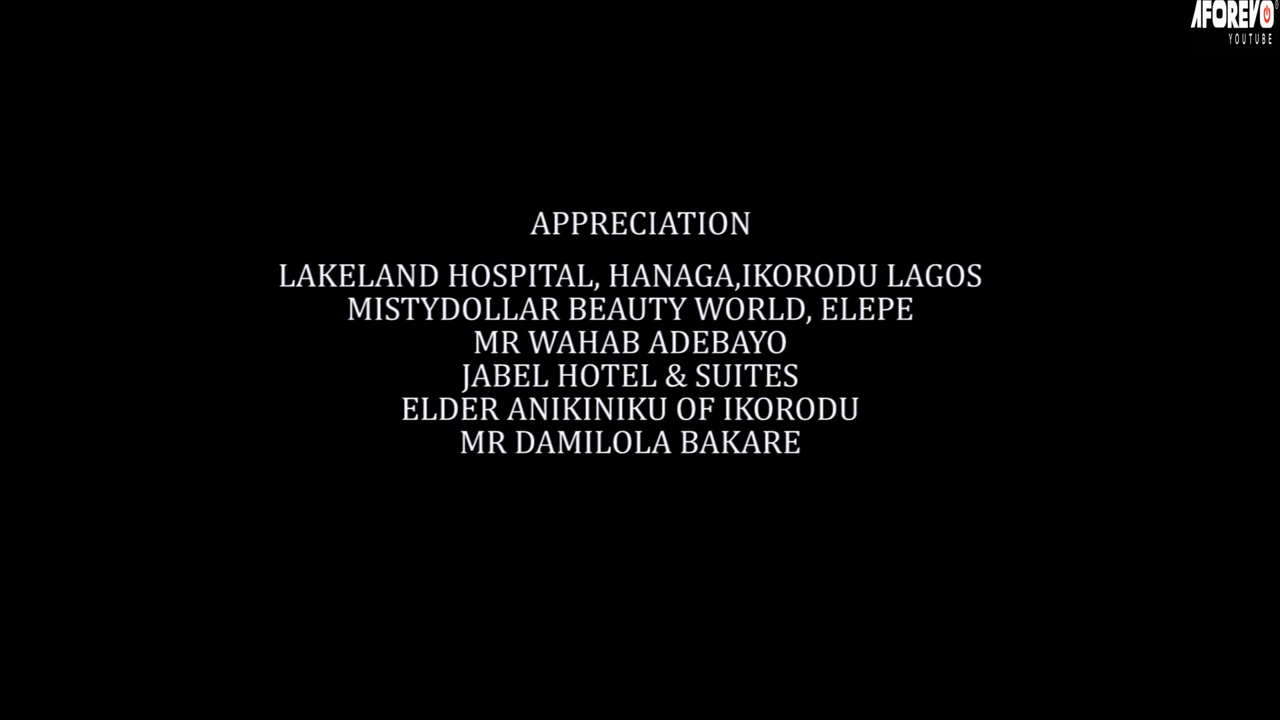 AFOREVO
YOUTUBE
APPRECIATION
LAKELAND HOSPITAL, HANAGA,IKORODU LAGOS
MISTYDOLLAR BEAUTY WORLD, ELEPE
MR WAHAB ADEBAYO
JABEL HOTEL & SUITES
ELDER ANIKINIKU OF IKORODU
MR DAMILOLA BAKARE